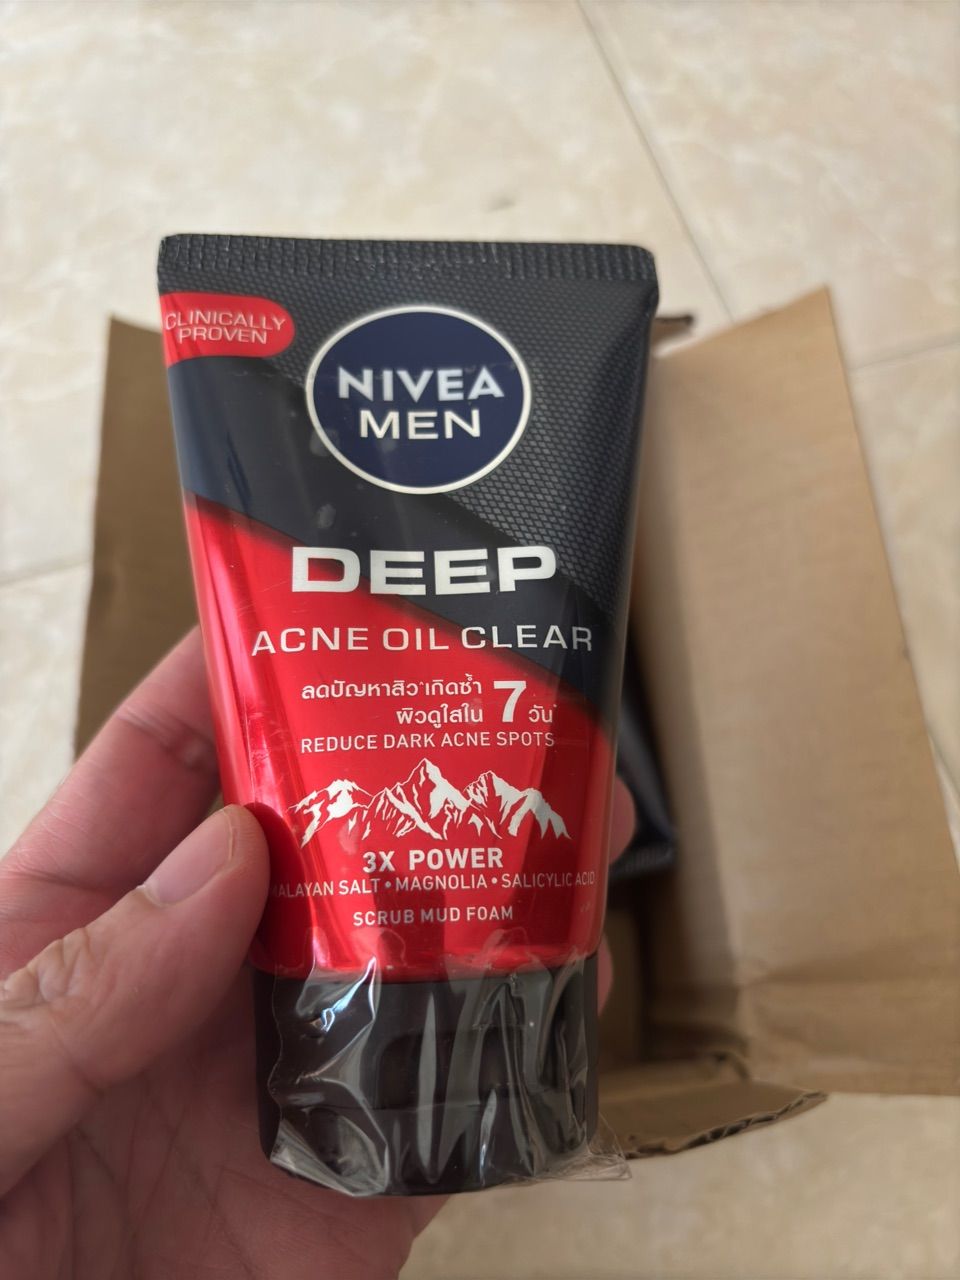 CLINICALLY
PROVEN
NIVEA
MEN
DEEP
ACNE OIL CLEAR
ลดปัญหาสิว^เกิดซ้ำ
ผิวดูใสใน 7 วัน*
REDUCE DARK ACNE SPOTS
3X POWER
MALAYAN SALT • MAGNOLIA • SALICYLIC ACID
SCRUB MUD FOAM